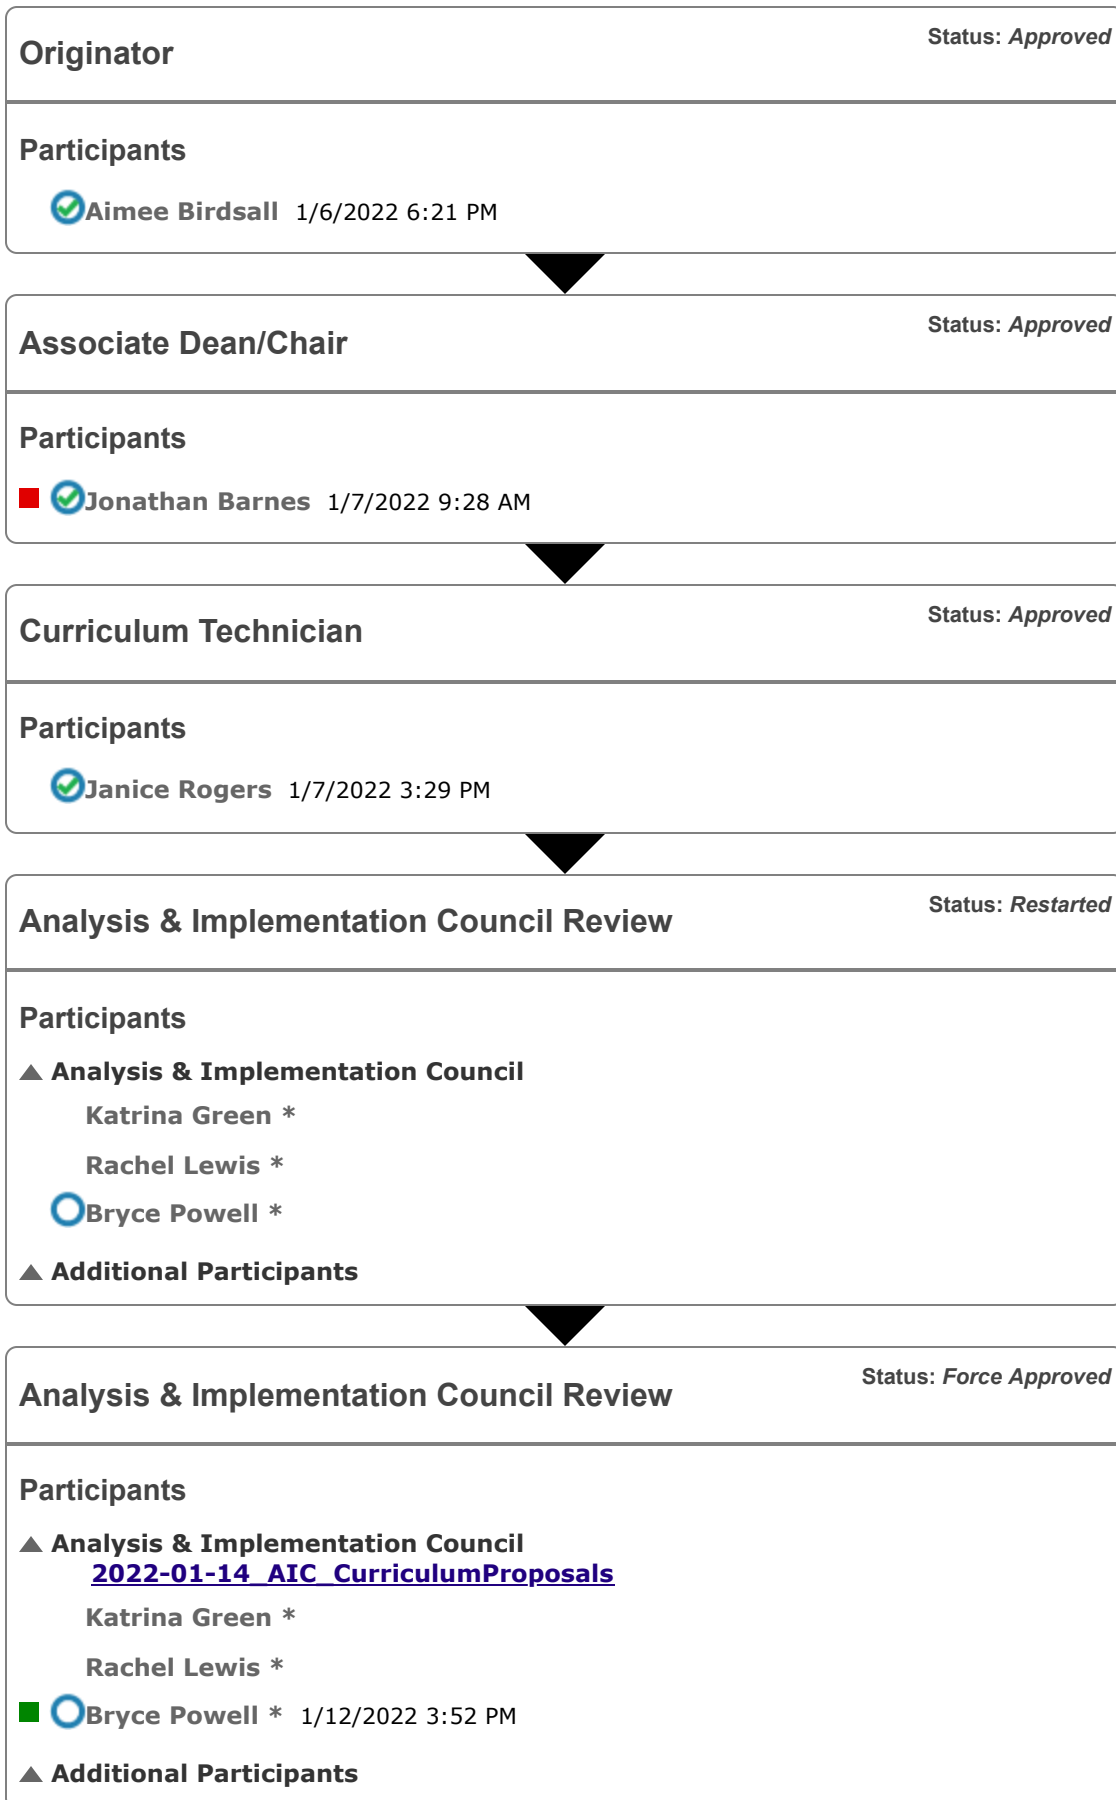 Originator
Status: Approved
Participants
Aimee Birdsall 1/6/2022 6:21 PM
Associate Dean/Chair
Status: Approved
Participants
Jonathan Barnes 1/7/2022 9:28 AM
Curriculum Technician
Status: Approved
Participants
Janice Rogers 1/7/2022 3:29 PM
Analysis & Implementation Council Review
Status: Restarted
Participants
Analysis & Implementation Council
Katrina Green *
Rachel Lewis *
Bryce Powell *
Additional Participants
Analysis & Implementation Council Review
Status: Force Approved
Participants
Analysis & Implementation Council
2022-01-14_AIC_CurriculumProposals
Katrina Green *
Rachel Lewis *
Bryce Powell * 1/12/2022 3:52 PM
Additional Participants